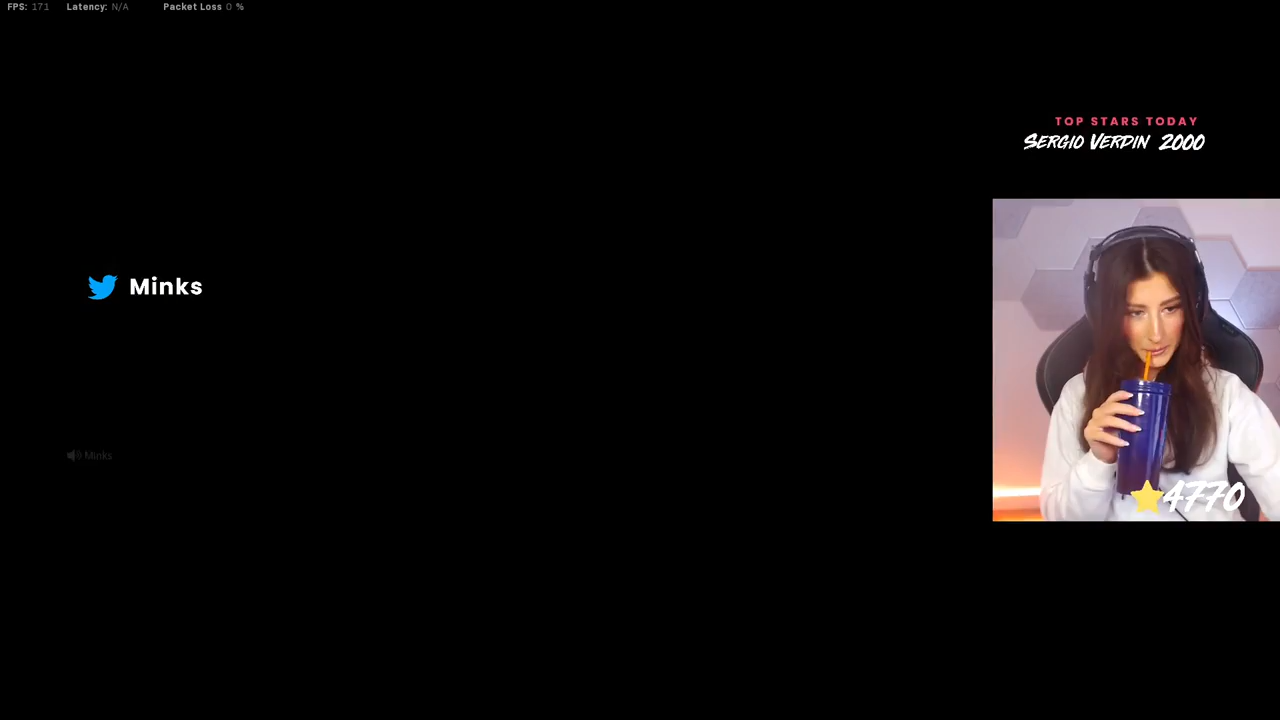 FPS: 171 Latency: N/A Packet Loss 0 %
TOP STARS TODAY
SERGIO VERDIN 2000
Minks
Minks
4770